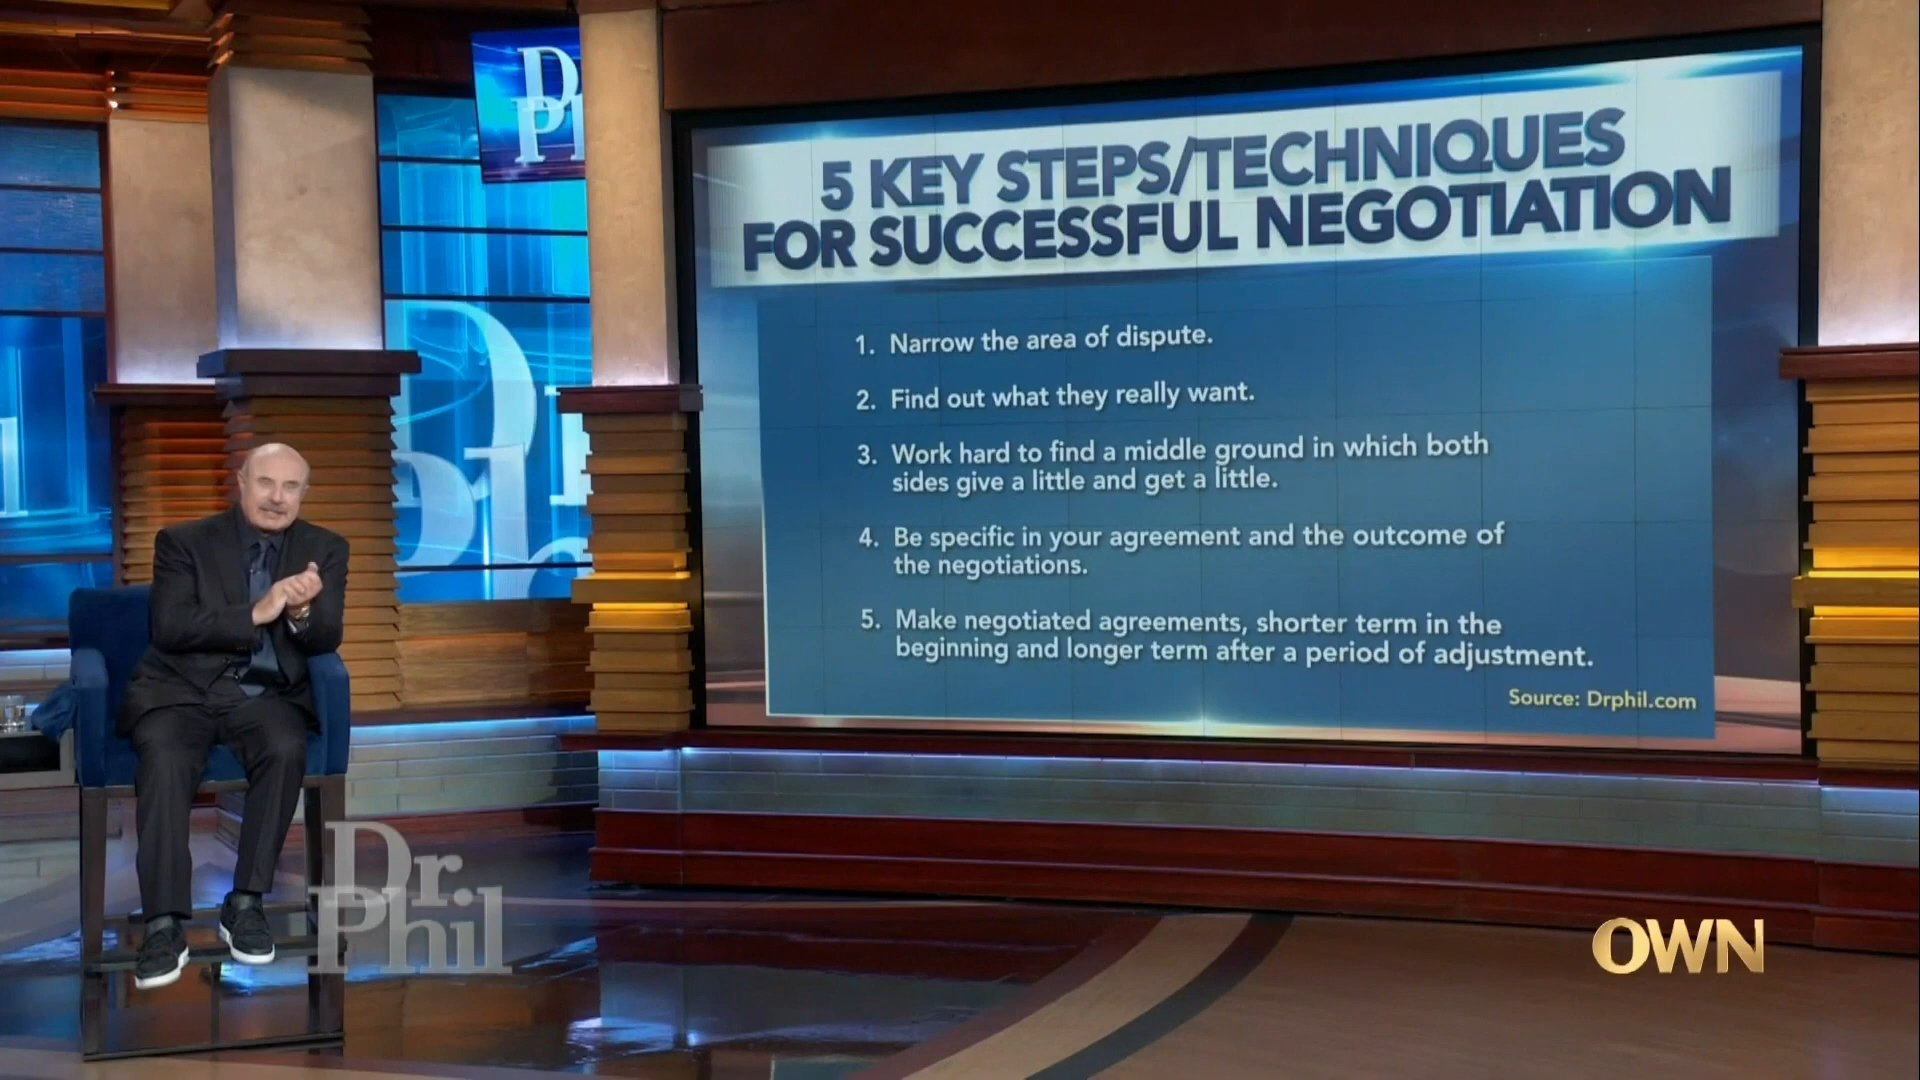 Dr.
Phil
5 KEY STEPS/TECHNIQUES
FOR SUCCESSFUL NEGOTIATION
1. Narrow the area of dispute.
2. Find out what they really want.
3. Work hard to find a middle ground in which both
sides give a little and get a little.
4. Be specific in your agreement and the outcome of
the negotiations.
5. Make negotiated agreements, shorter term in the
beginning and longer term after a period of adjustment.
Source: Drphil.com
Dr.
Phil
OWN